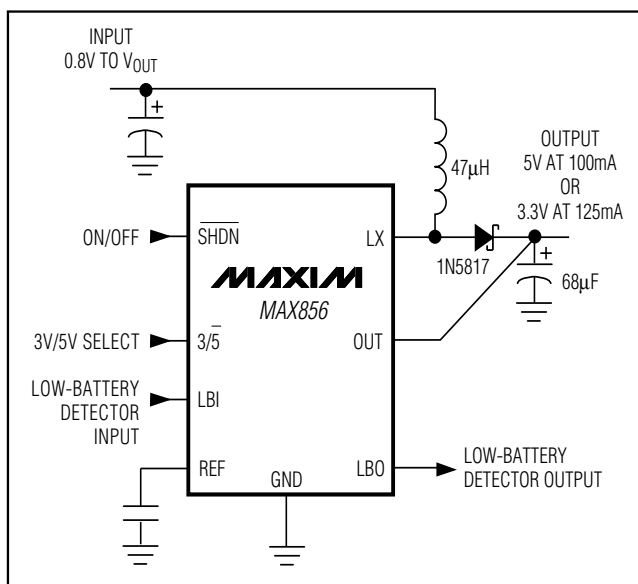 INPUT
0.8V TO VOUT
+
47µH
OUTPUT
5V AT 100mA
OR
3.3V AT 125mA
ON/OFF
S̅H̅D̅N̅
LX
1N5817
+
68µF
MAXIM
MAX856
3V/5V SELECT
3/5̅
OUT
LOW-BATTERY
DETECTOR
INPUT
LBI
REF
GND
LBO
LOW-BATTERY
DETECTOR OUTPUT